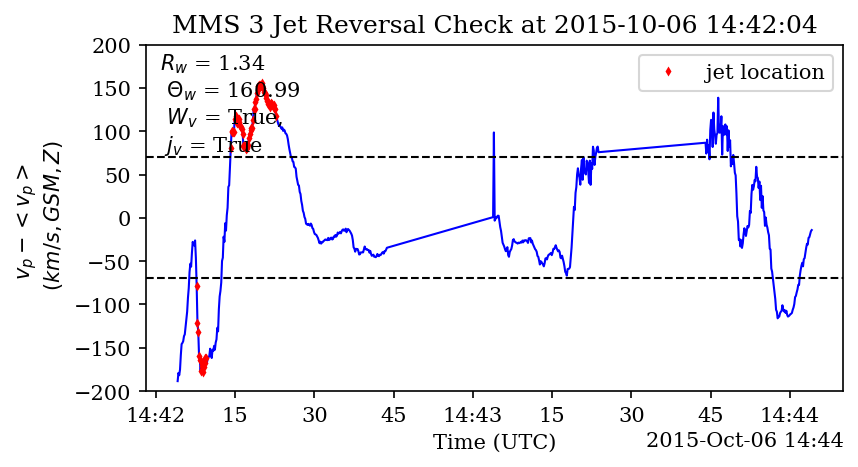 MMS 3 Jet Reversal Check at 2015-10-06 14:42:04
R_w = 1.34
Θ_w = 160.99
W_v = True,
j_v = True
jet location
v_p − < v_p >
(km/s, GSM, Z)
200
150
100
50
0
−50
−100
−150
−200
14:42 15 30 45 14:43 15 30 45 14:44
Time (UTC)
2015-Oct-06 14:44